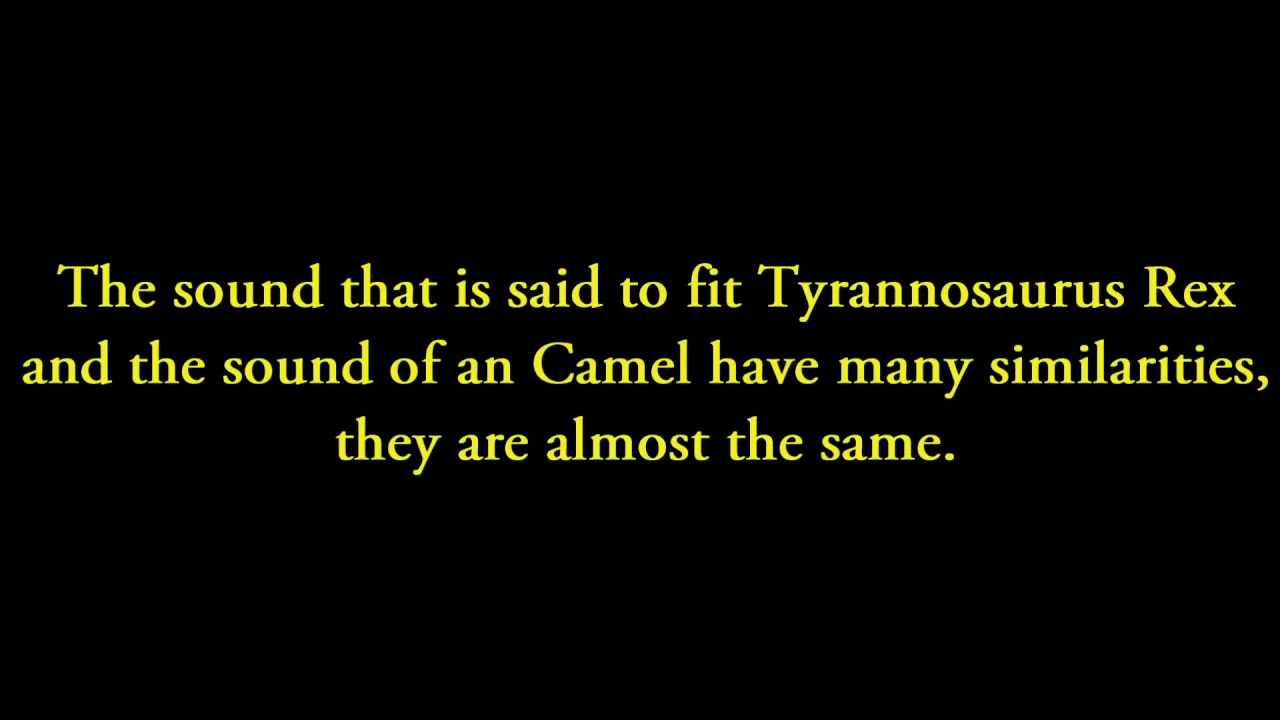 The sound that is said to fit Tyrannosaurus Rex
and the sound of an Camel have many similarities,
they are almost the same.